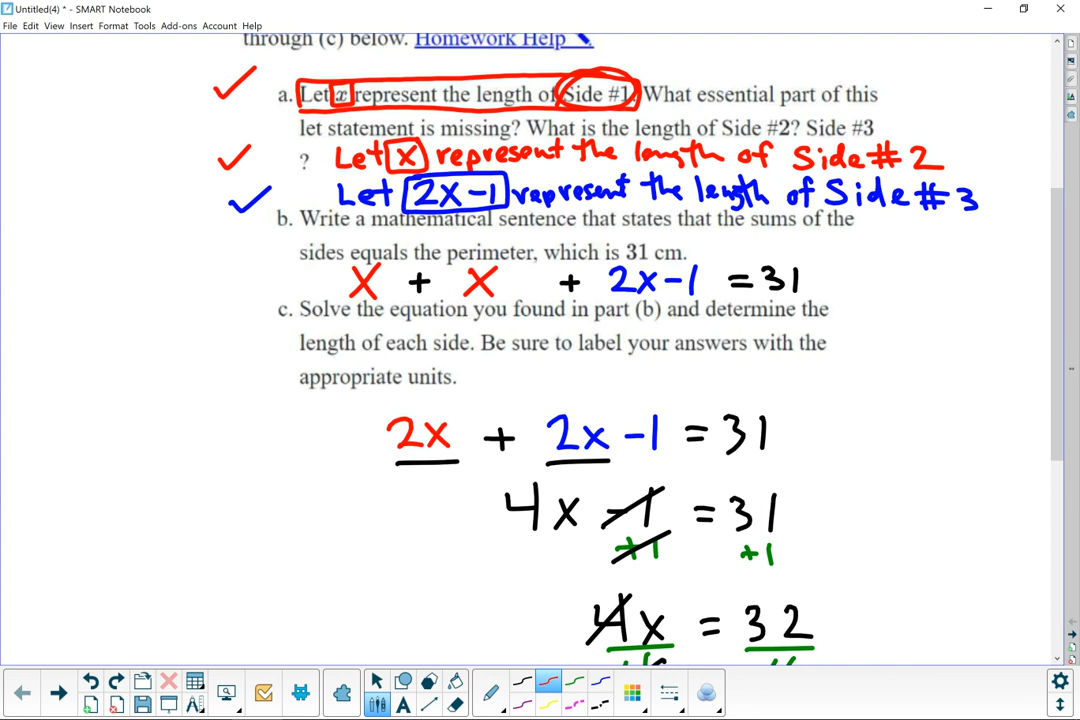 Untitled(4) * - SMART Notebook
File Edit View Insert Format Tools Add-ons Account Help
through (c) below. Homework Help
a. Let x represent the length of Side #1. What essential part of this
let statement is missing? What is the length of Side #2? Side #3
?
Let x represent the length of Side #2
Let 2x-1 represent the length of Side #3
b. Write a mathematical sentence that states that the sums of the
sides equals the perimeter, which is 31 cm.
x + x + 2x-1 = 31
c. Solve the equation you found in part (b) and determine the
length of each side. Be sure to label your answers with the
appropriate units.
2x + 2x -1 = 31
4x -1 = 31
+1 +1
4x = 32